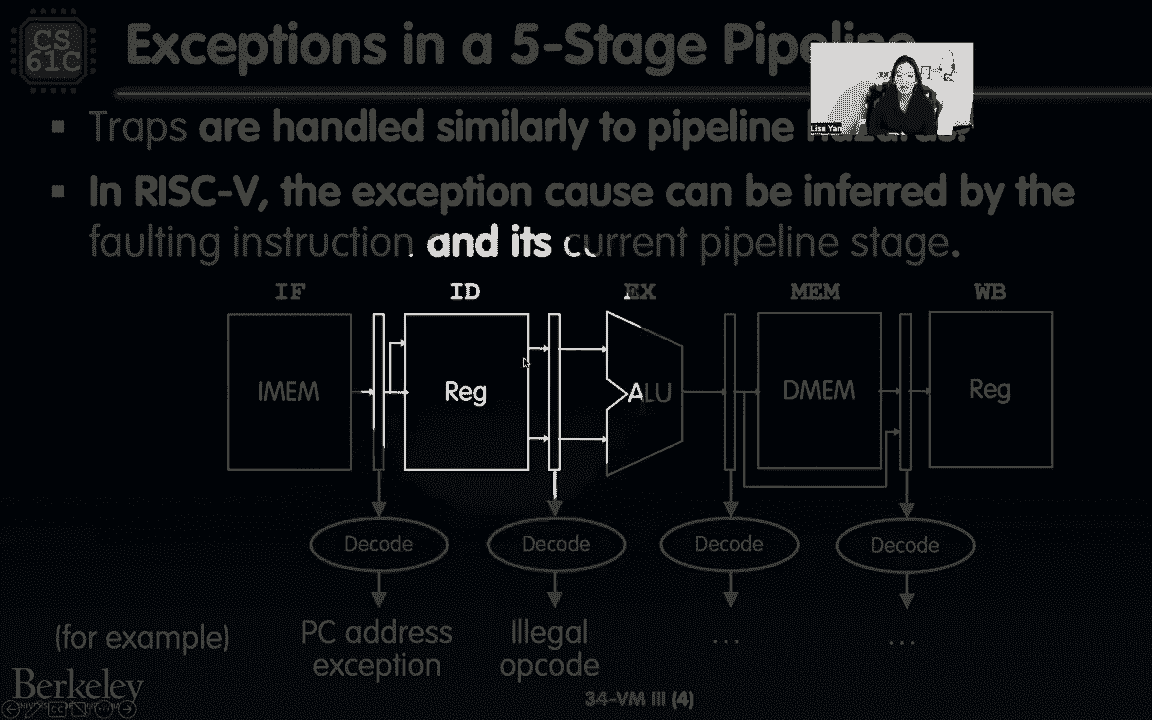 CS
61C
Exceptions in a 5-Stage Pipeline
Traps are handled similarly to pipeline hazards.
In RISC-V, the exception cause can be inferred by the
faulting instruction and its current pipeline stage.
IF ID EX MEM WB
IMEM Reg ALU DMEM Reg
Decode Decode Decode Decode
(for example) PC address exception Illegal opcode ... ...
Berkeley
34-VM III (4)
Lisa Yan